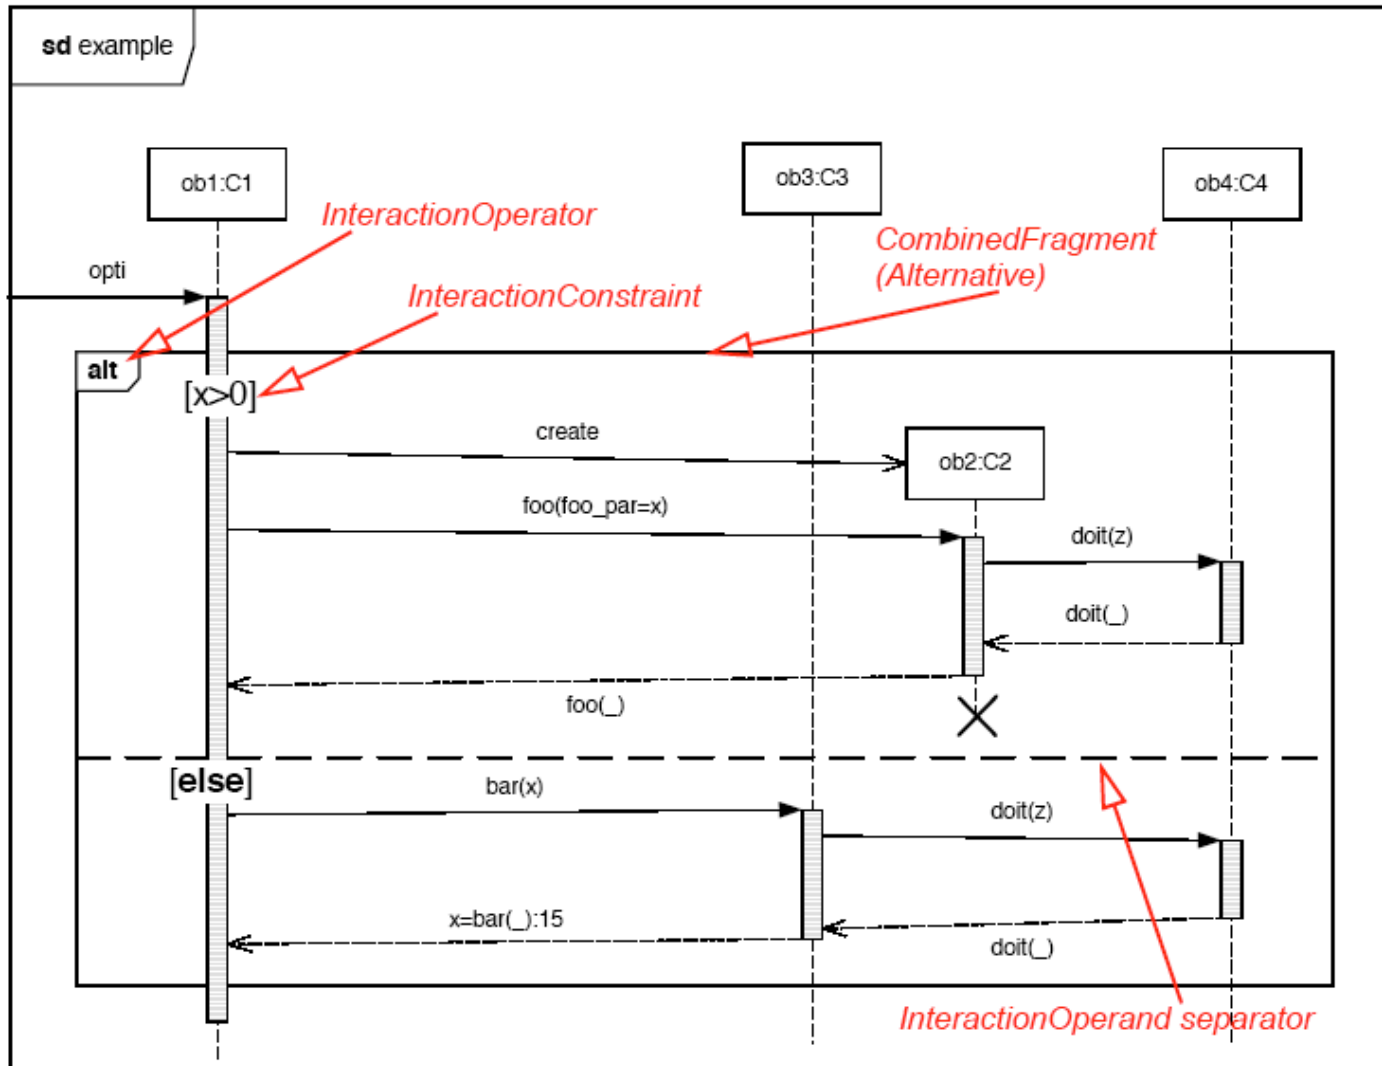 sd example
ob1:C1
ob3:C3
ob4:C4
InteractionOperator
CombinedFragment
(Alternative)
opti
InteractionConstraint
alt
[x>0]
create
ob2:C2
foo(foo_par=x)
doit(z)
doit(_)
foo(_)
[else]
bar(x)
doit(z)
x=bar(_):15
doit(_)
InteractionOperand separator